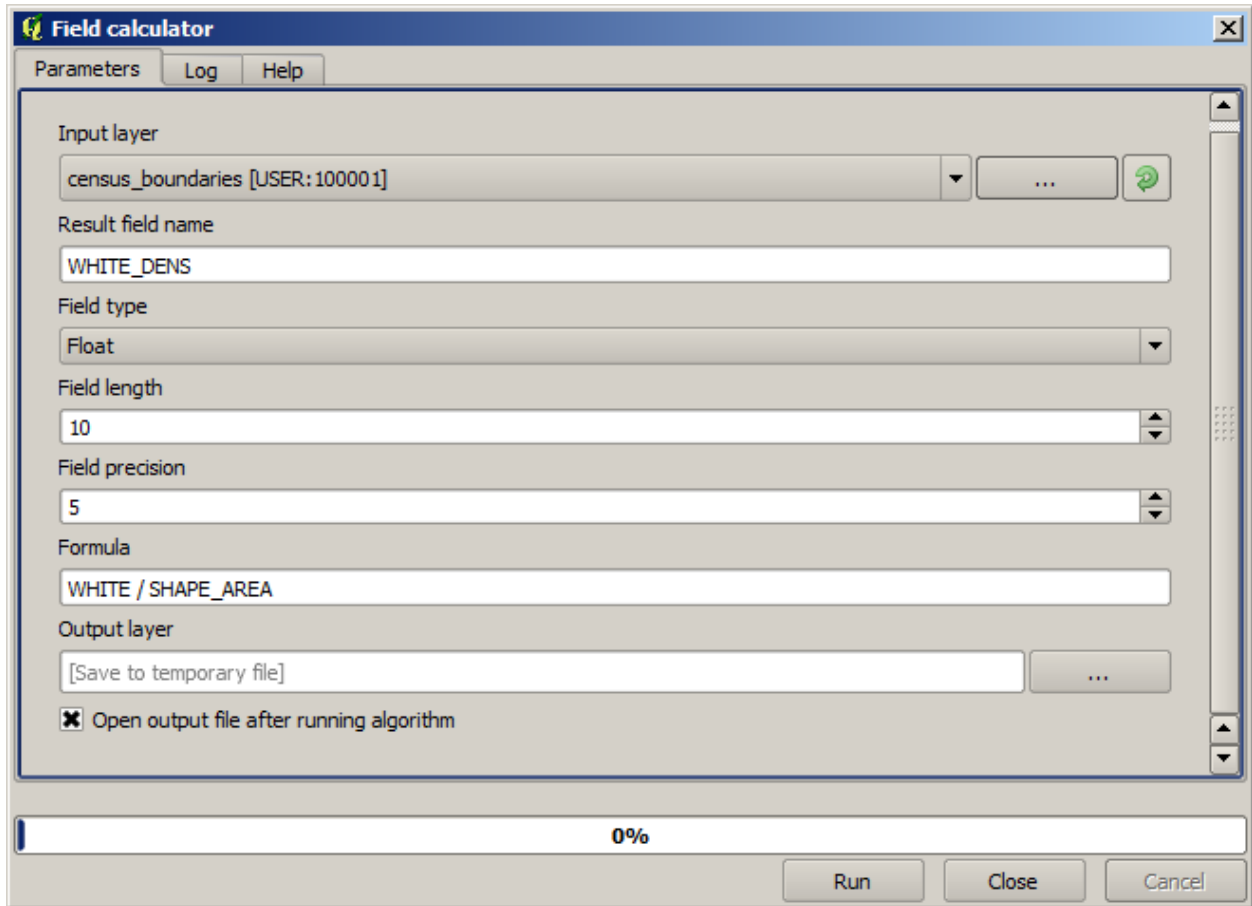 Field calculator
Parameters Log Help
Input layer
census_boundaries [USER:100001] ...
Result field name
WHITE_DENS
Field type
Float
Field length
10
Field precision
5
Formula
WHITE / SHAPE_AREA
Output layer
[Save to temporary file] ...
Open output file after running algorithm
0%
Run Close Cancel